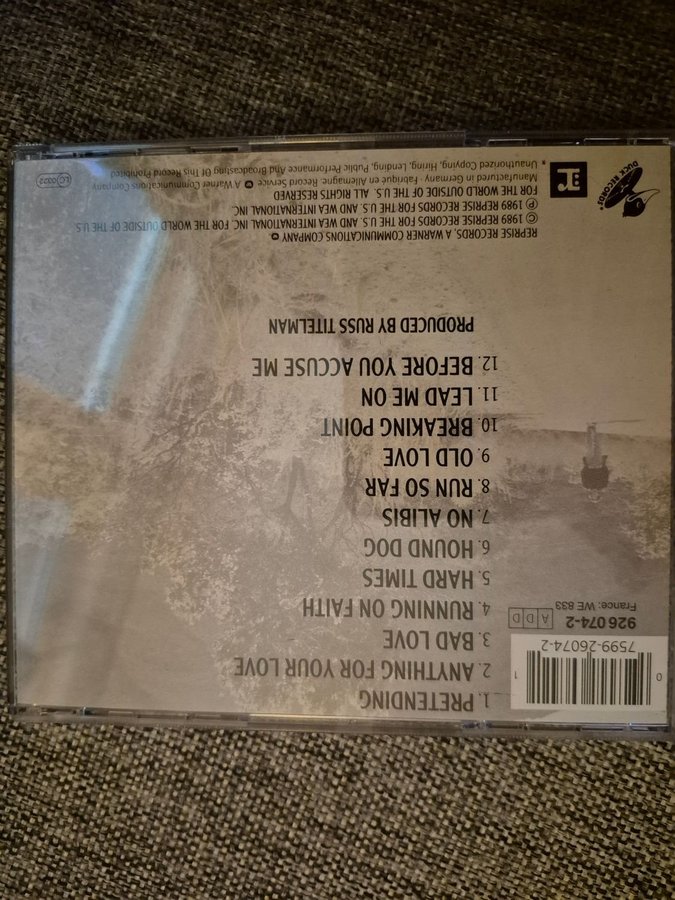 1. PRETENDING
2. ANYTHING FOR YOUR LOVE
3. BAD LOVE
4. RUNNING ON FAITH
5. HARD TIMES
6. HOUND DOG
7. NO ALIBIS
8. RUN SO FAR
9. OLD LOVE
10. BREAKING POINT
11. LEAD ME ON
12. BEFORE YOU ACCUSE ME
PRODUCED BY RUSS TITELMAN
0 7599-26074-2 1
926 074-2 ADD
France: WE 833
REPRISE RECORDS, A WARNER COMMUNICATIONS COMPANY
© 1989 REPRISE RECORDS FOR THE U.S. AND WEA INTERNATIONAL INC. FOR THE WORLD OUTSIDE OF THE U.S.
℗ 1989 REPRISE RECORDS FOR THE U.S. AND WEA INTERNATIONAL INC.
FOR THE WORLD OUTSIDE OF THE U.S. ALL RIGHTS RESERVED
Manufactured in Germany · Fabriqué en Allemagne Record Service A Warner Communications Company
Unauthorized Copying, Hiring, Lending, Public Performance And Broadcasting Of This Record Prohibited
LC 0322
r:
DUCK RECORDS